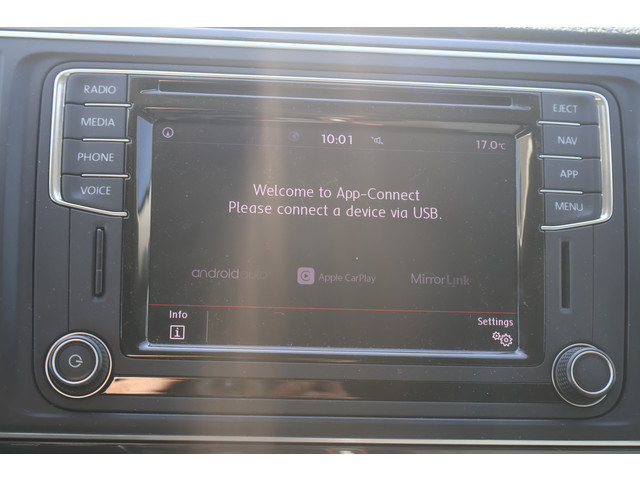 RADIO
MEDIA
PHONE
VOICE
EJECT
NAV
APP
MENU
10:01
17.0°C
Welcome to App-Connect
Please connect a device via USB.
android auto
Apple CarPlay
MirrorLink
Info
i
Settings